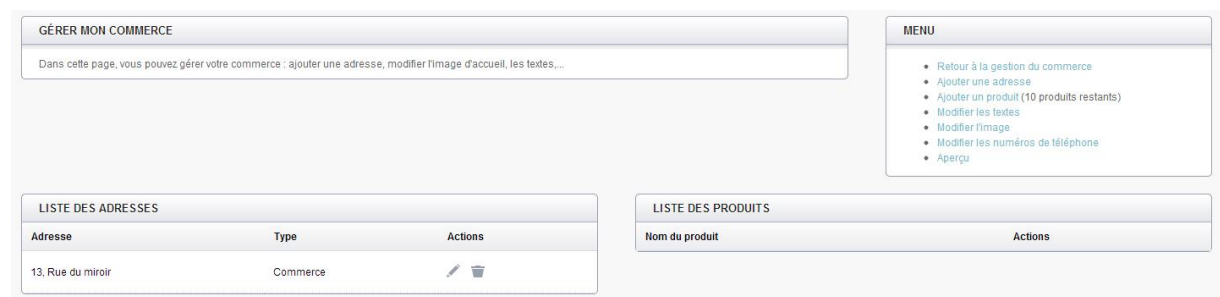 GÉRER MON COMMERCE
Dans cette page, vous pouvez gérer votre commerce : ajouter une adresse, modifier l'image d'accueil, les textes,...
MENU
Retour à la gestion du commerce
Ajouter une adresse
Ajouter un produit (10 produits restants)
Modifier les textes
Modifier l'image
Modifier les numéros de téléphone
Aperçu
LISTE DES ADRESSES
Adresse Type Actions
13, Rue du miroir Commerce
LISTE DES PRODUITS
Nom du produit Actions